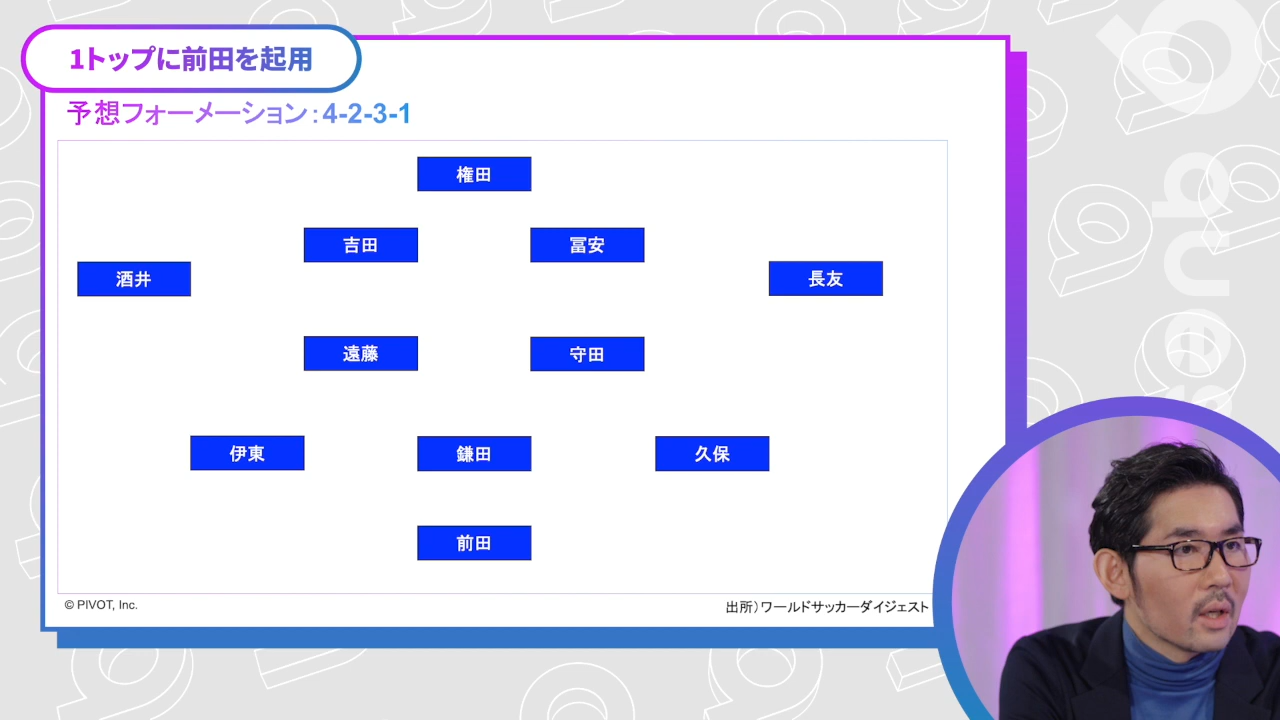 1トップに前田を起用
予想フォーメーション:4-2-3-1
権田
吉田 冨安
酒井 長友
遠藤 守田
伊東 鎌田 久保
前田
© PIVOT, Inc.
出所)ワールドサッカーダイジェスト